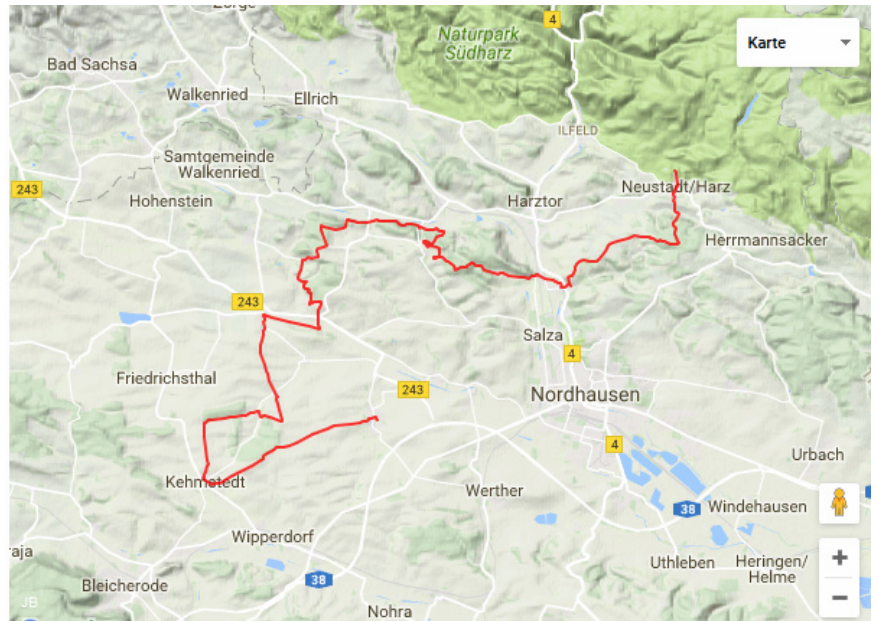 Zorge
4
Naturpark
Südharz
Karte
Bad Sachsa
Walkenried
Ellrich
ILFELD
Samtgemeinde
Walkenried
243
Neustadt/Harz
Hohenstein
Harztor
Herrmannsacker
243
Salza
4
Friedrichsthal
243
Nordhausen
4
Urbach
Kehmstedt
Werther
38
Windehausen
Wipperdorf
raja
Uthleben
Heringen/
Helme
38
Bleicherode
JB
Nohra
+
−